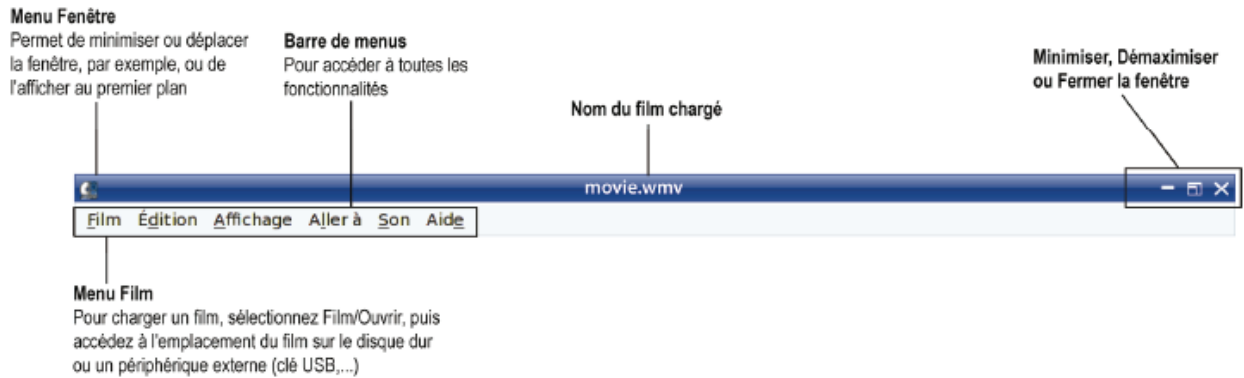 Menu Fenêtre
Permet de minimiser ou déplacer
la fenêtre, par exemple, ou de
l'afficher au premier plan
Barre de menus
Pour accéder à toutes les
fonctionnalités
Nom du film chargé
Minimiser, Démaximiser
ou Fermer la fenêtre
movie.wmv
Film Édition Affichage Aller à Son Aide
Menu Film
Pour charger un film, sélectionnez Film/Ouvrir, puis
accédez à l'emplacement du film sur le disque dur
ou un périphérique externe (clé USB,...)